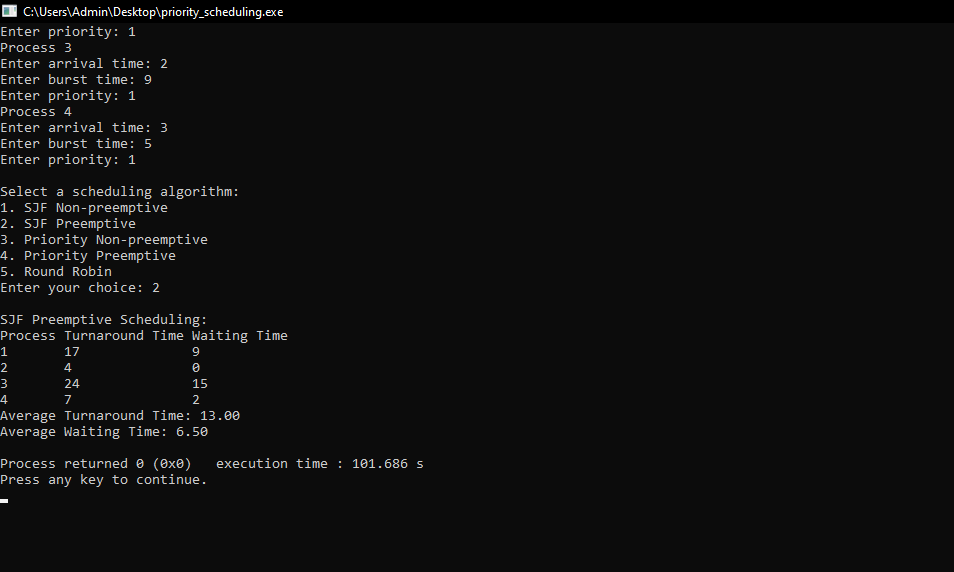 C:\Users\Admin\Desktop\priority_scheduling.exe
Enter priority: 1
Process 3
Enter arrival time: 2
Enter burst time: 9
Enter priority: 1
Process 4
Enter arrival time: 3
Enter burst time: 5
Enter priority: 1
Select a scheduling algorithm:
1. SJF Non-preemptive
2. SJF Preemptive
3. Priority Non-preemptive
4. Priority Preemptive
5. Round Robin
Enter your choice: 2
SJF Preemptive Scheduling:
Process Turnaround Time Waiting Time
1       17              9
2       4               0
3       24              15
4       7               2
Average Turnaround Time: 13.00
Average Waiting Time: 6.50
Process returned 0 (0x0)   execution time : 101.686 s
Press any key to continue.